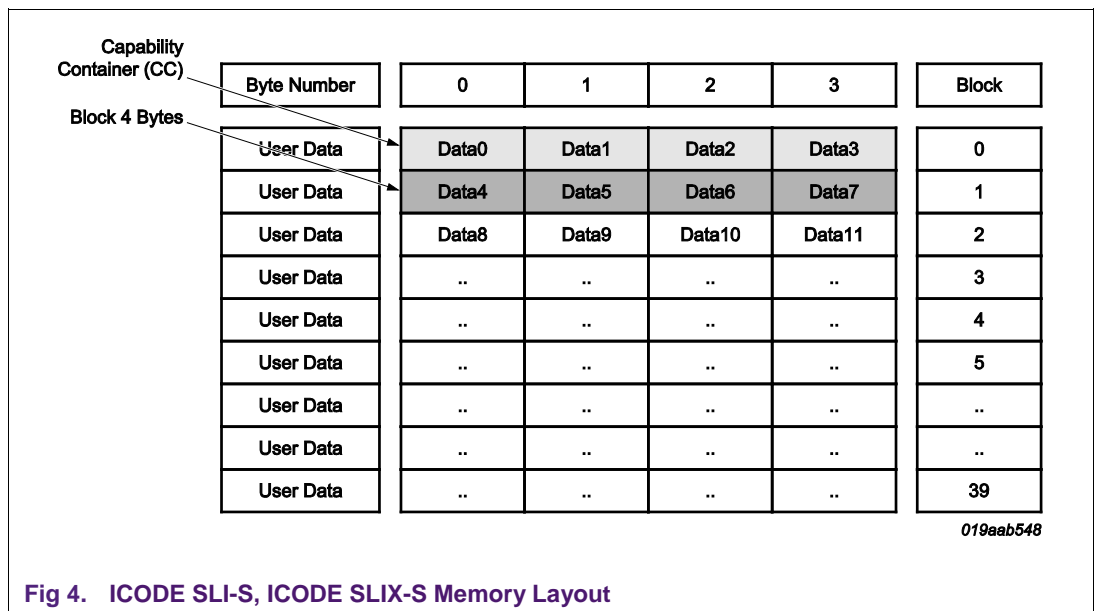 Capability
Container (CC)
Block 4 Bytes
Byte Number 0 1 2 3 Block
User Data Data0 Data1 Data2 Data3 0
User Data Data4 Data5 Data6 Data7 1
User Data Data8 Data9 Data10 Data11 2
User Data .. .. .. .. 3
User Data .. .. .. .. 4
User Data .. .. .. .. 5
User Data .. .. .. .. ..
User Data .. .. .. .. ..
User Data .. .. .. .. 39
019aab548
Fig 4. ICODE SLI-S, ICODE SLIX-S Memory Layout